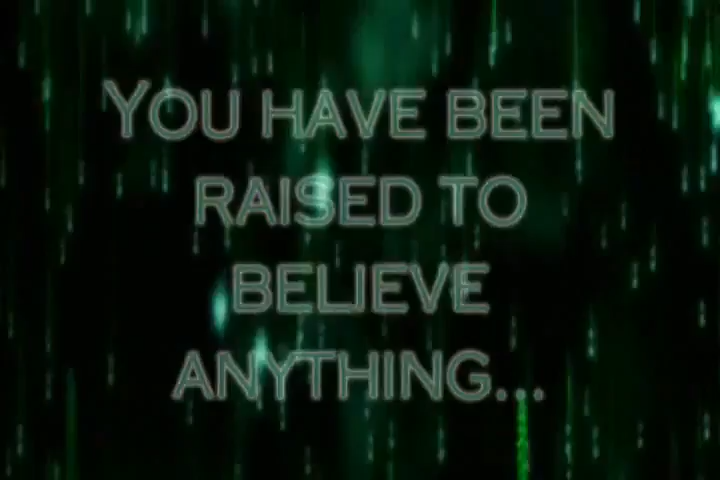 YOU HAVE BEEN
RAISED TO
BELIEVE
ANYTHING...